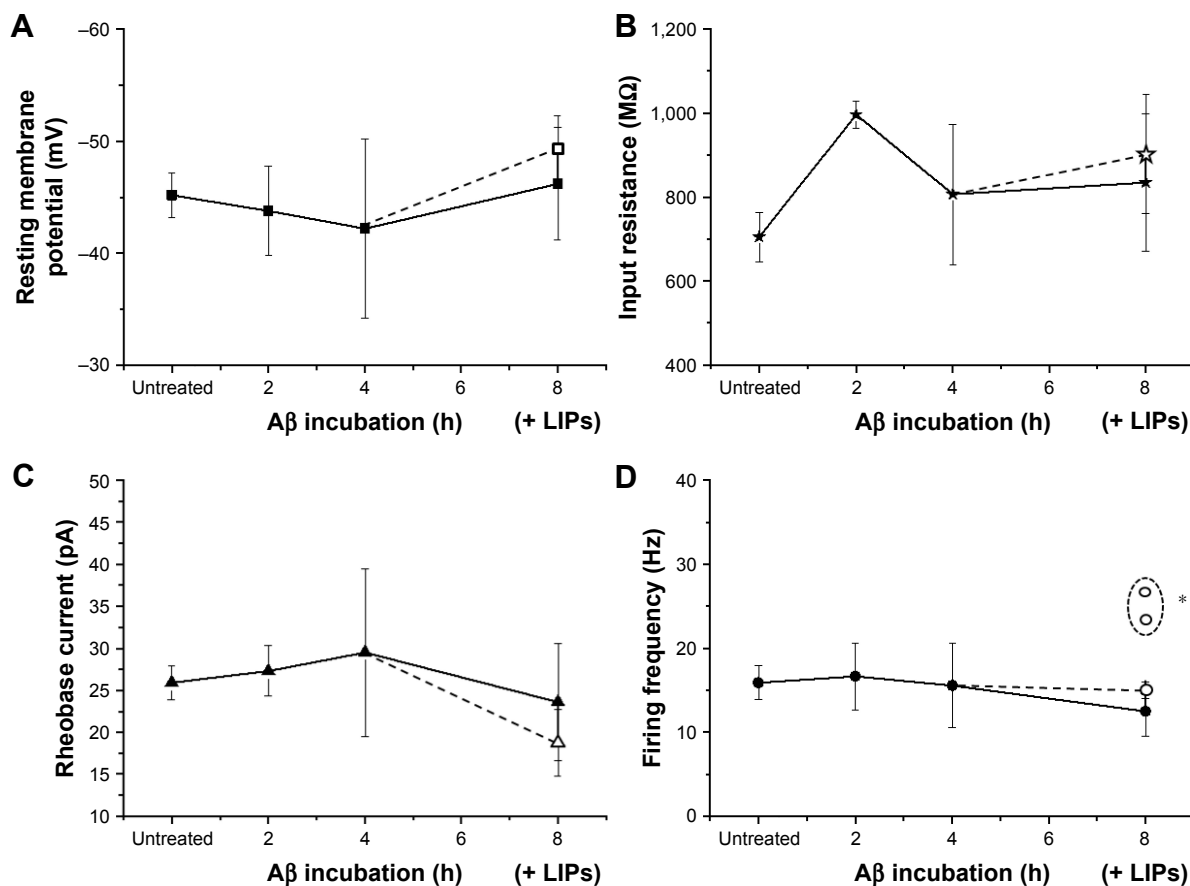 A
Resting membrane
potential (mV)
–60
–50
–40
–30
Untreated 2 4 6 8
Aβ incubation (h) (+ LIPs)
B
Input resistance (MΩ)
1,200
1,000
800
600
400
Untreated 2 4 6 8
Aβ incubation (h) (+ LIPs)
C
Rheobase current (pA)
50
45
40
35
30
25
20
15
10
Untreated 2 4 6 8
Aβ incubation (h) (+ LIPs)
D
Firing frequency (Hz)
40
30
20
10
0
*
Untreated 2 4 6 8
Aβ incubation (h) (+ LIPs)